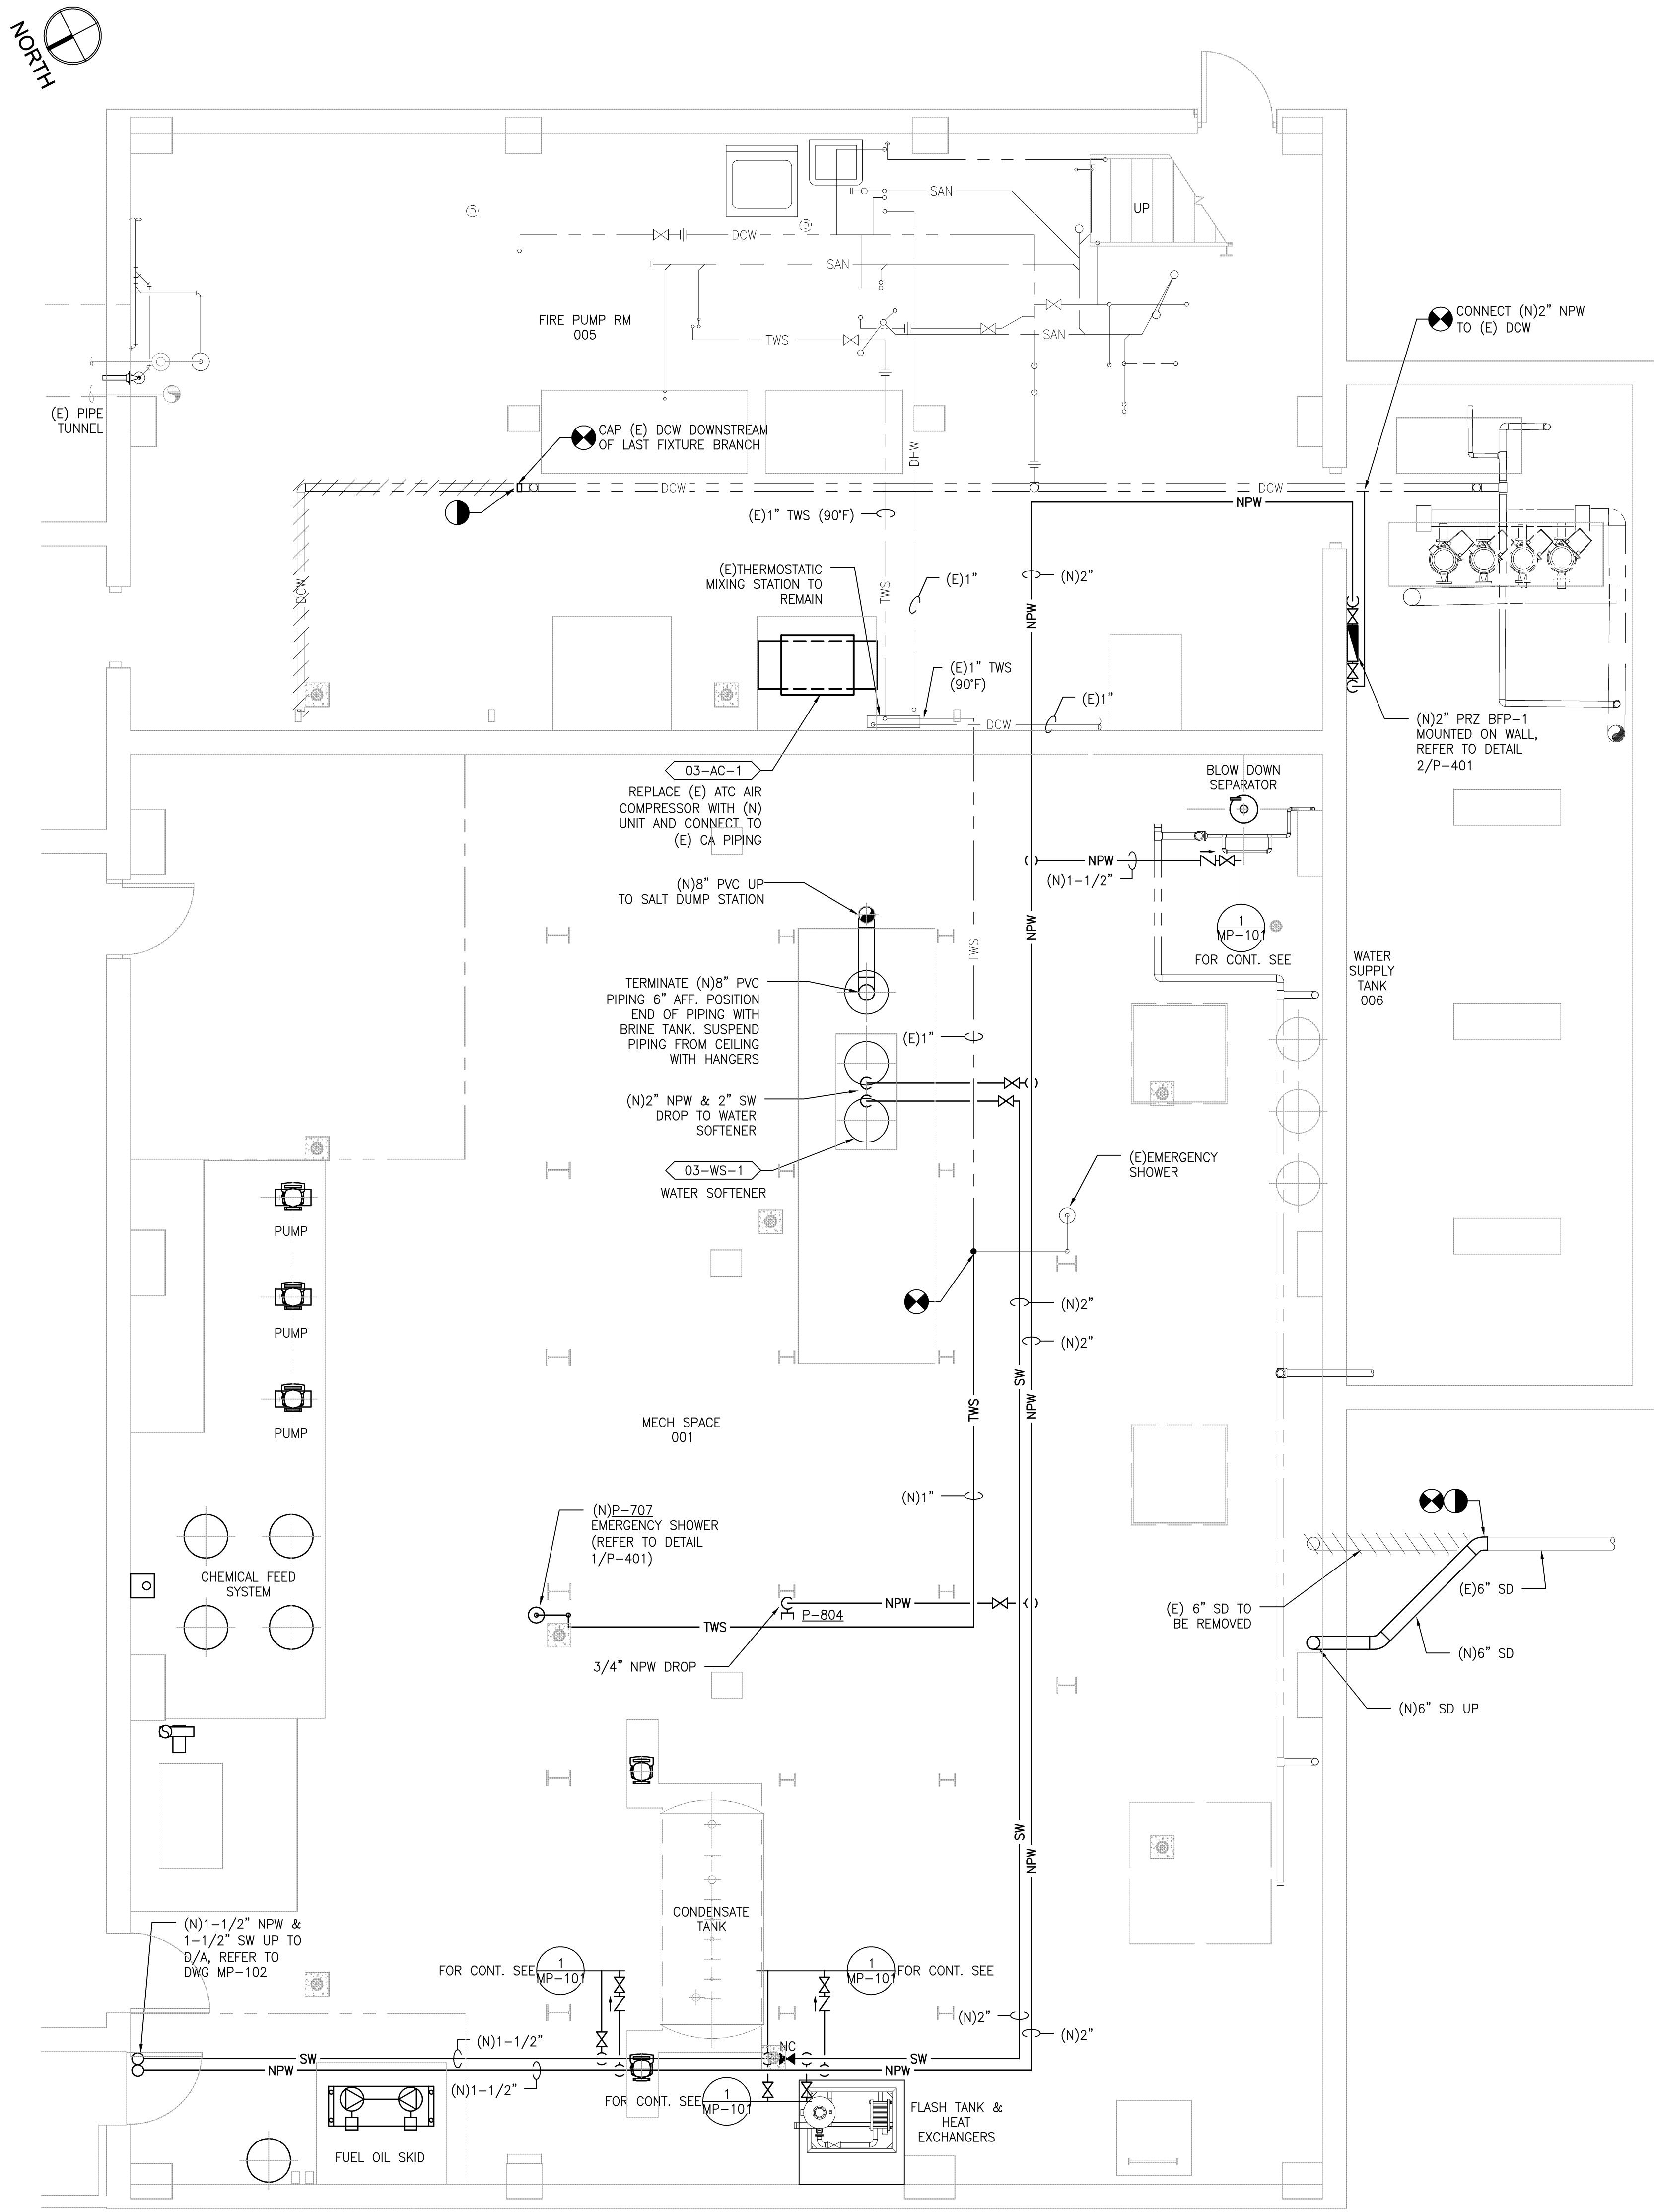 NORTH
SAN
UP
DCW
SAN
FIRE PUMP RM
005
TWS
SAN
CONNECT (N)2" NPW
TO (E) DCW
(E) PIPE
TUNNEL
CAP (E) DCW DOWNSTREAM
OF LAST FIXTURE BRANCH
DHW
DCW
DCW
NPW
(E)1" TWS (90°F)
(E)THERMOSTATIC
MIXING STATION TO
REMAIN
(E)1"
(N)2"
DCW
TWS
NPW
(E)1" TWS
(90°F)
(E)1"
DCW
(N)2" PRZ BFP-1
MOUNTED ON WALL,
REFER TO DETAIL
2/P-401
03-AC-1
REPLACE (E) ATC AIR
COMPRESSOR WITH (N)
UNIT AND CONNECT TO
(E) CA PIPING
BLOW DOWN
SEPARATOR
NPW
(N)1-1/2"
(N)8" PVC UP
TO SALT DUMP STATION
1
MP-101
FOR CONT. SEE
NPW
TWS
WATER
SUPPLY
TANK
006
TERMINATE (N)8" PVC
PIPING 6" AFF. POSITION
END OF PIPING WITH
BRINE TANK. SUSPEND
PIPING FROM CEILING
WITH HANGERS
(E)1"
(N)2" NPW & 2" SW
DROP TO WATER
SOFTENER
03-WS-1
WATER SOFTENER
(E)EMERGENCY
SHOWER
PUMP
PUMP
PUMP
(N)2"
(N)2"
SW
TWS
NPW
MECH SPACE
001
(N)1"
(N)P-707
EMERGENCY SHOWER
(REFER TO DETAIL
1/P-401)
CHEMICAL FEED
SYSTEM
NPW
P-804
TWS
3/4" NPW DROP
(E)6" SD
(E) 6" SD TO
BE REMOVED
(N)6" SD
(N)6" SD UP
SW
NPW
CONDENSATE
TANK
(N)1-1/2" NPW &
1-1/2" SW UP TO
D/A, REFER TO
DWG MP-102
FOR CONT. SEE
1
MP-101
1
MP-101
FOR CONT. SEE
(N)2"
(N)2"
(N)1-1/2"
NC
SW
SW
NPW
NPW
(N)1-1/2"
FOR CONT. SEE
1
MP-101
FLASH TANK &
HEAT
EXCHANGERS
FUEL OIL SKID